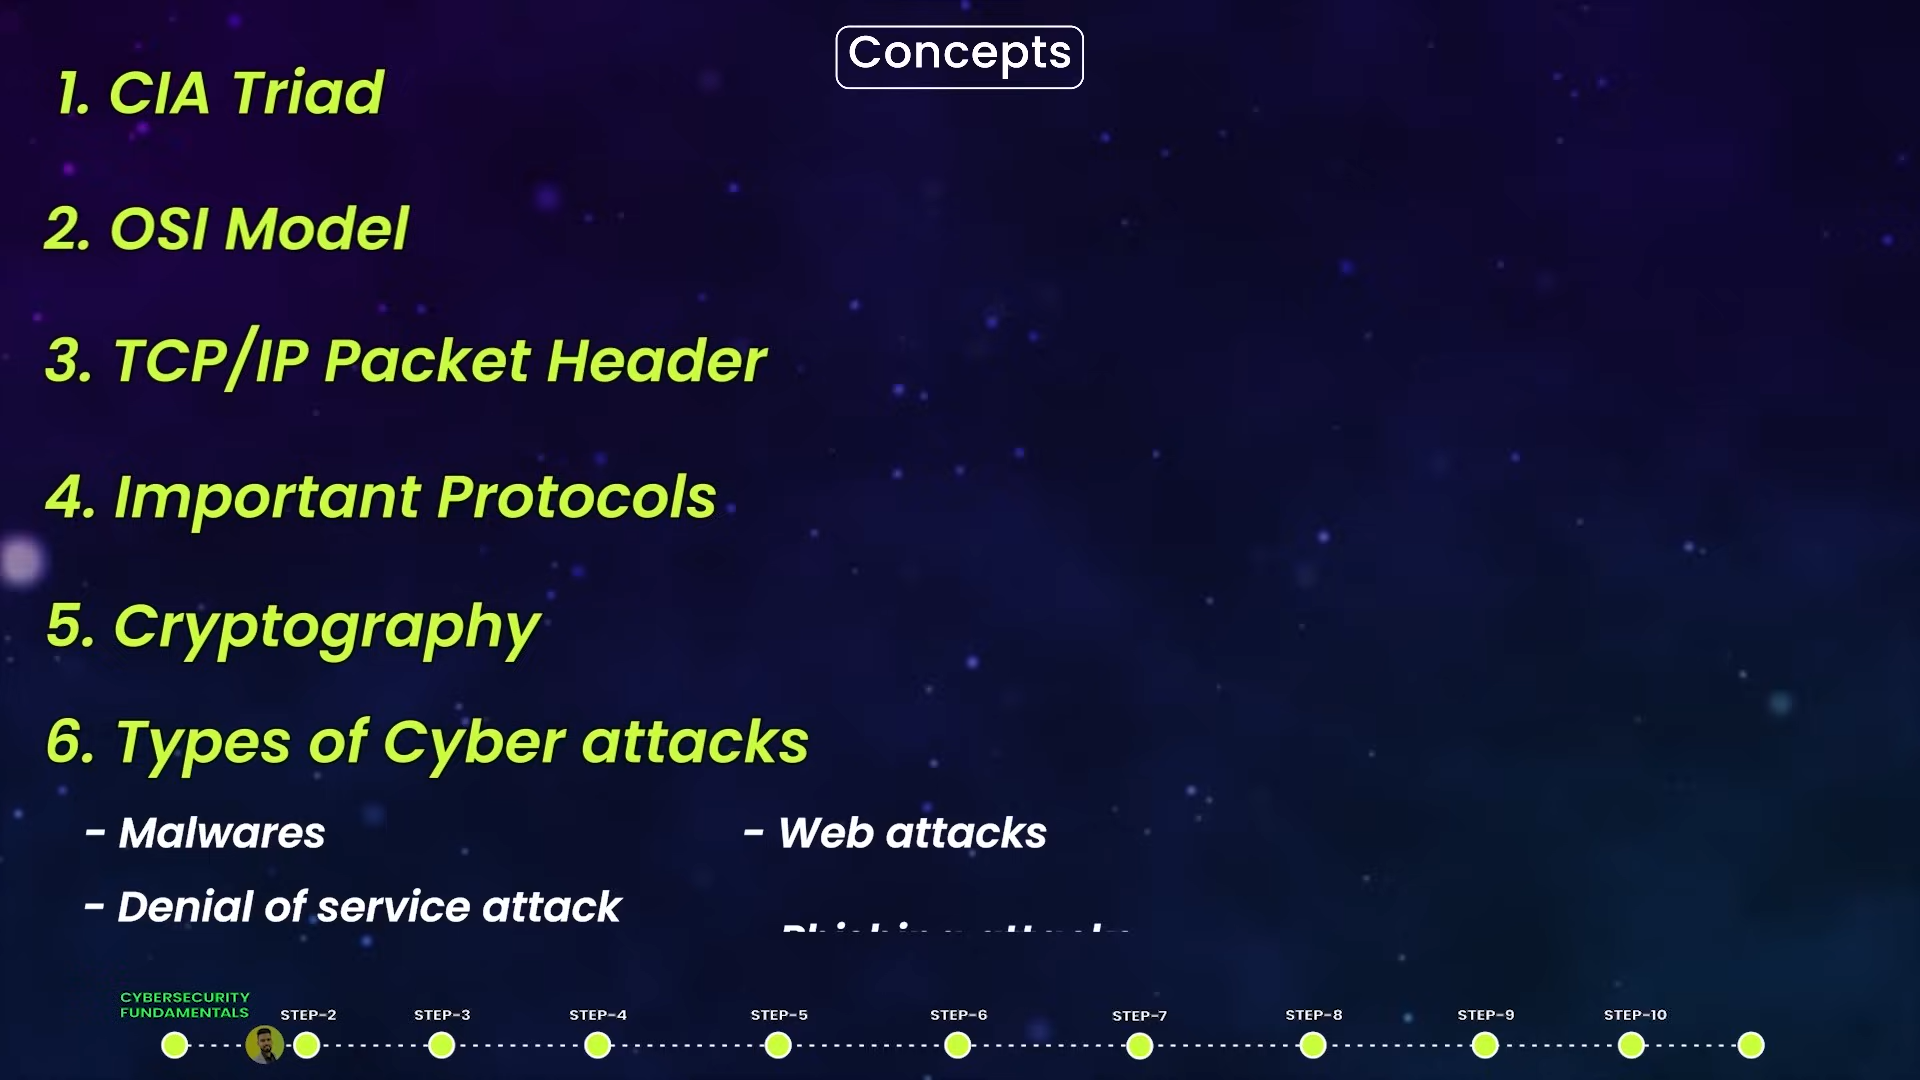 Concepts
1. CIA Triad
2. OSI Model
3. TCP/IP Packet Header
4. Important Protocols
5. Cryptography
6. Types of Cyber attacks
- Malwares
- Web attacks
- Denial of service attack
Phishing attacks
CYBERSECURITY
FUNDAMENTALS
STEP-2
STEP-3
STEP-4
STEP-5
STEP-6
STEP-7
STEP-8
STEP-9
STEP-10